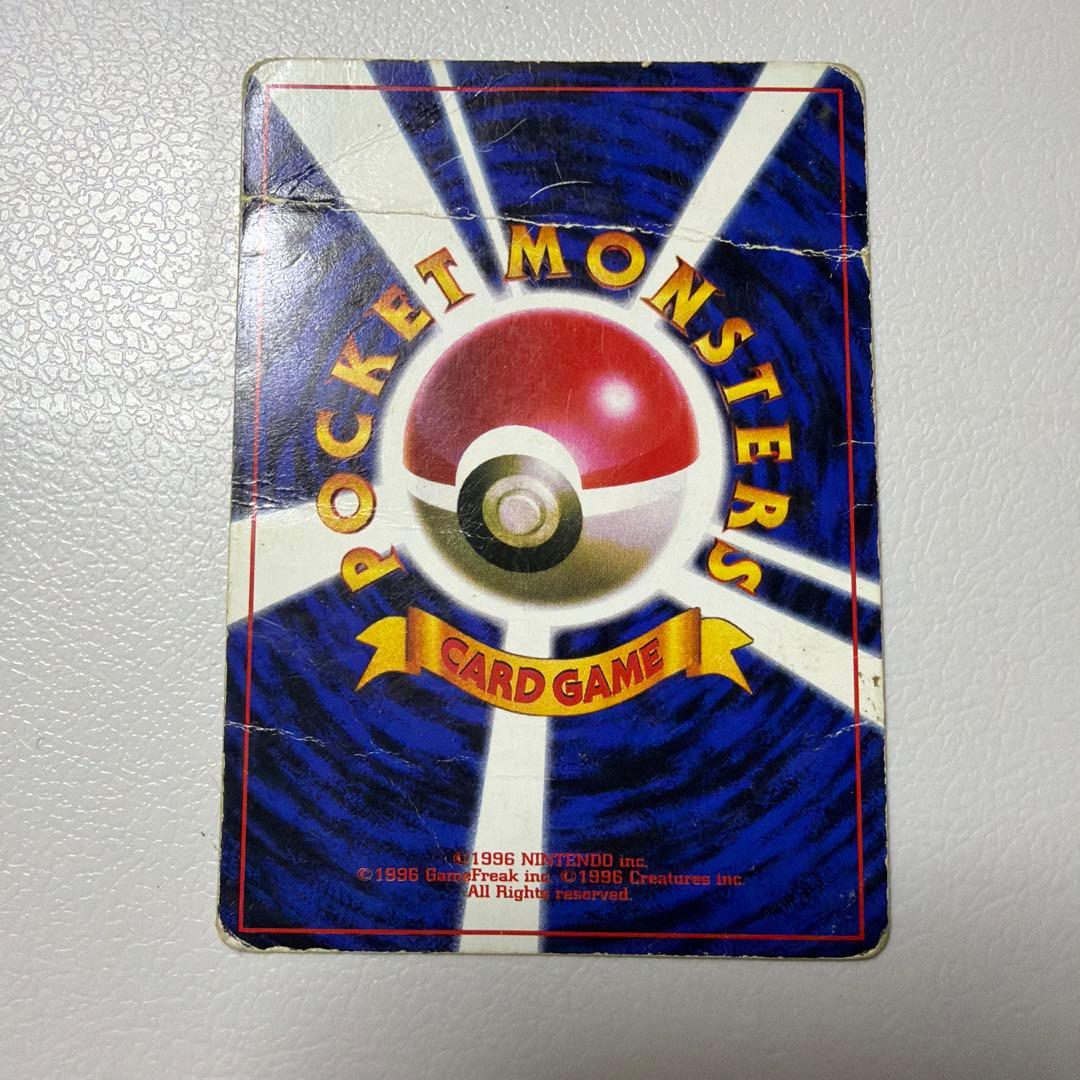 POCKET MONSTERS
CARD GAME
©1996 NINTENDO inc.
©1996 GameFreak inc. ©1996 Creatures inc.
All Rights reserved.